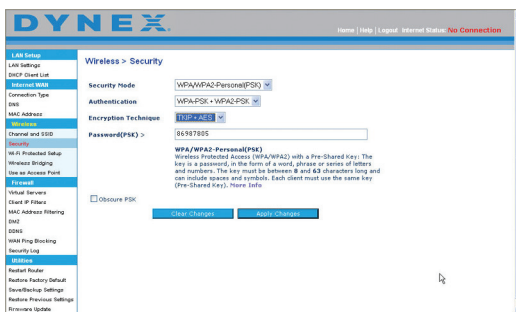 DYNEX
Home | Help | Logout Internet Status: No Connection
LAN Setup
LAN Settings
DHCP Client List
Internet WAN
Connection Type
DNS
MAC Address
Wireless
Channel and SSID
Security
Wi-Fi Protected Setup
Wireless Bridging
Use as Access Point
Firewall
Virtual Servers
Client IP Filters
MAC Address Filtering
DMZ
DDNS
WAN Ping Blocking
Security Log
Utilities
Restart Router
Restore Factory Default
Save/Backup Settings
Restore Previous Settings
Firmware Update
Wireless > Security
Security Mode WPA/WPA2-Personal(PSK)
Authentication WPA-PSK + WPA2-PSK
Encryption Technique TKIP+AES
Password(PSK) > 86987805
WPA/WPA2-Personal(PSK)
Wireless Protected Access (WPA/WPA2) with a Pre-Shared Key: The
key is a password, in the form of a word, phrase or series of letters
and numbers. The key must be between 8 and 63 characters long and
can include spaces and symbols. Each client must use the same key
(Pre-Shared Key). More Info
Obscure PSK
Clear Changes Apply Changes